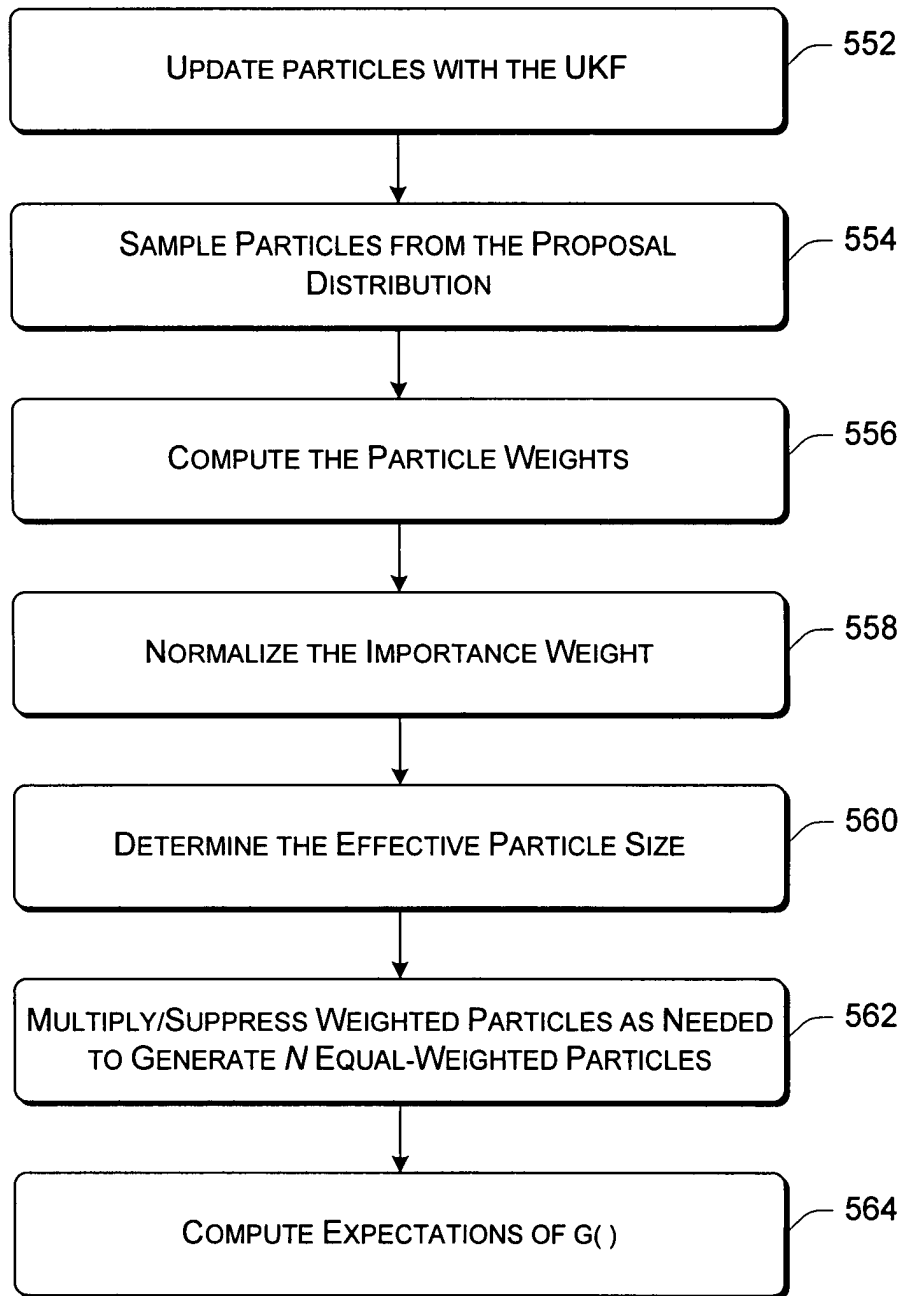 UPDATE PARTICLES WITH THE UKF
552
SAMPLE PARTICLES FROM THE PROPOSAL
DISTRIBUTION
554
COMPUTE THE PARTICLE WEIGHTS
556
NORMALIZE THE IMPORTANCE WEIGHT
558
DETERMINE THE EFFECTIVE PARTICLE SIZE
560
MULTIPLY/SUPPRESS WEIGHTED PARTICLES AS NEEDED
TO GENERATE N EQUAL-WEIGHTED PARTICLES
562
COMPUTE EXPECTATIONS OF G( )
564